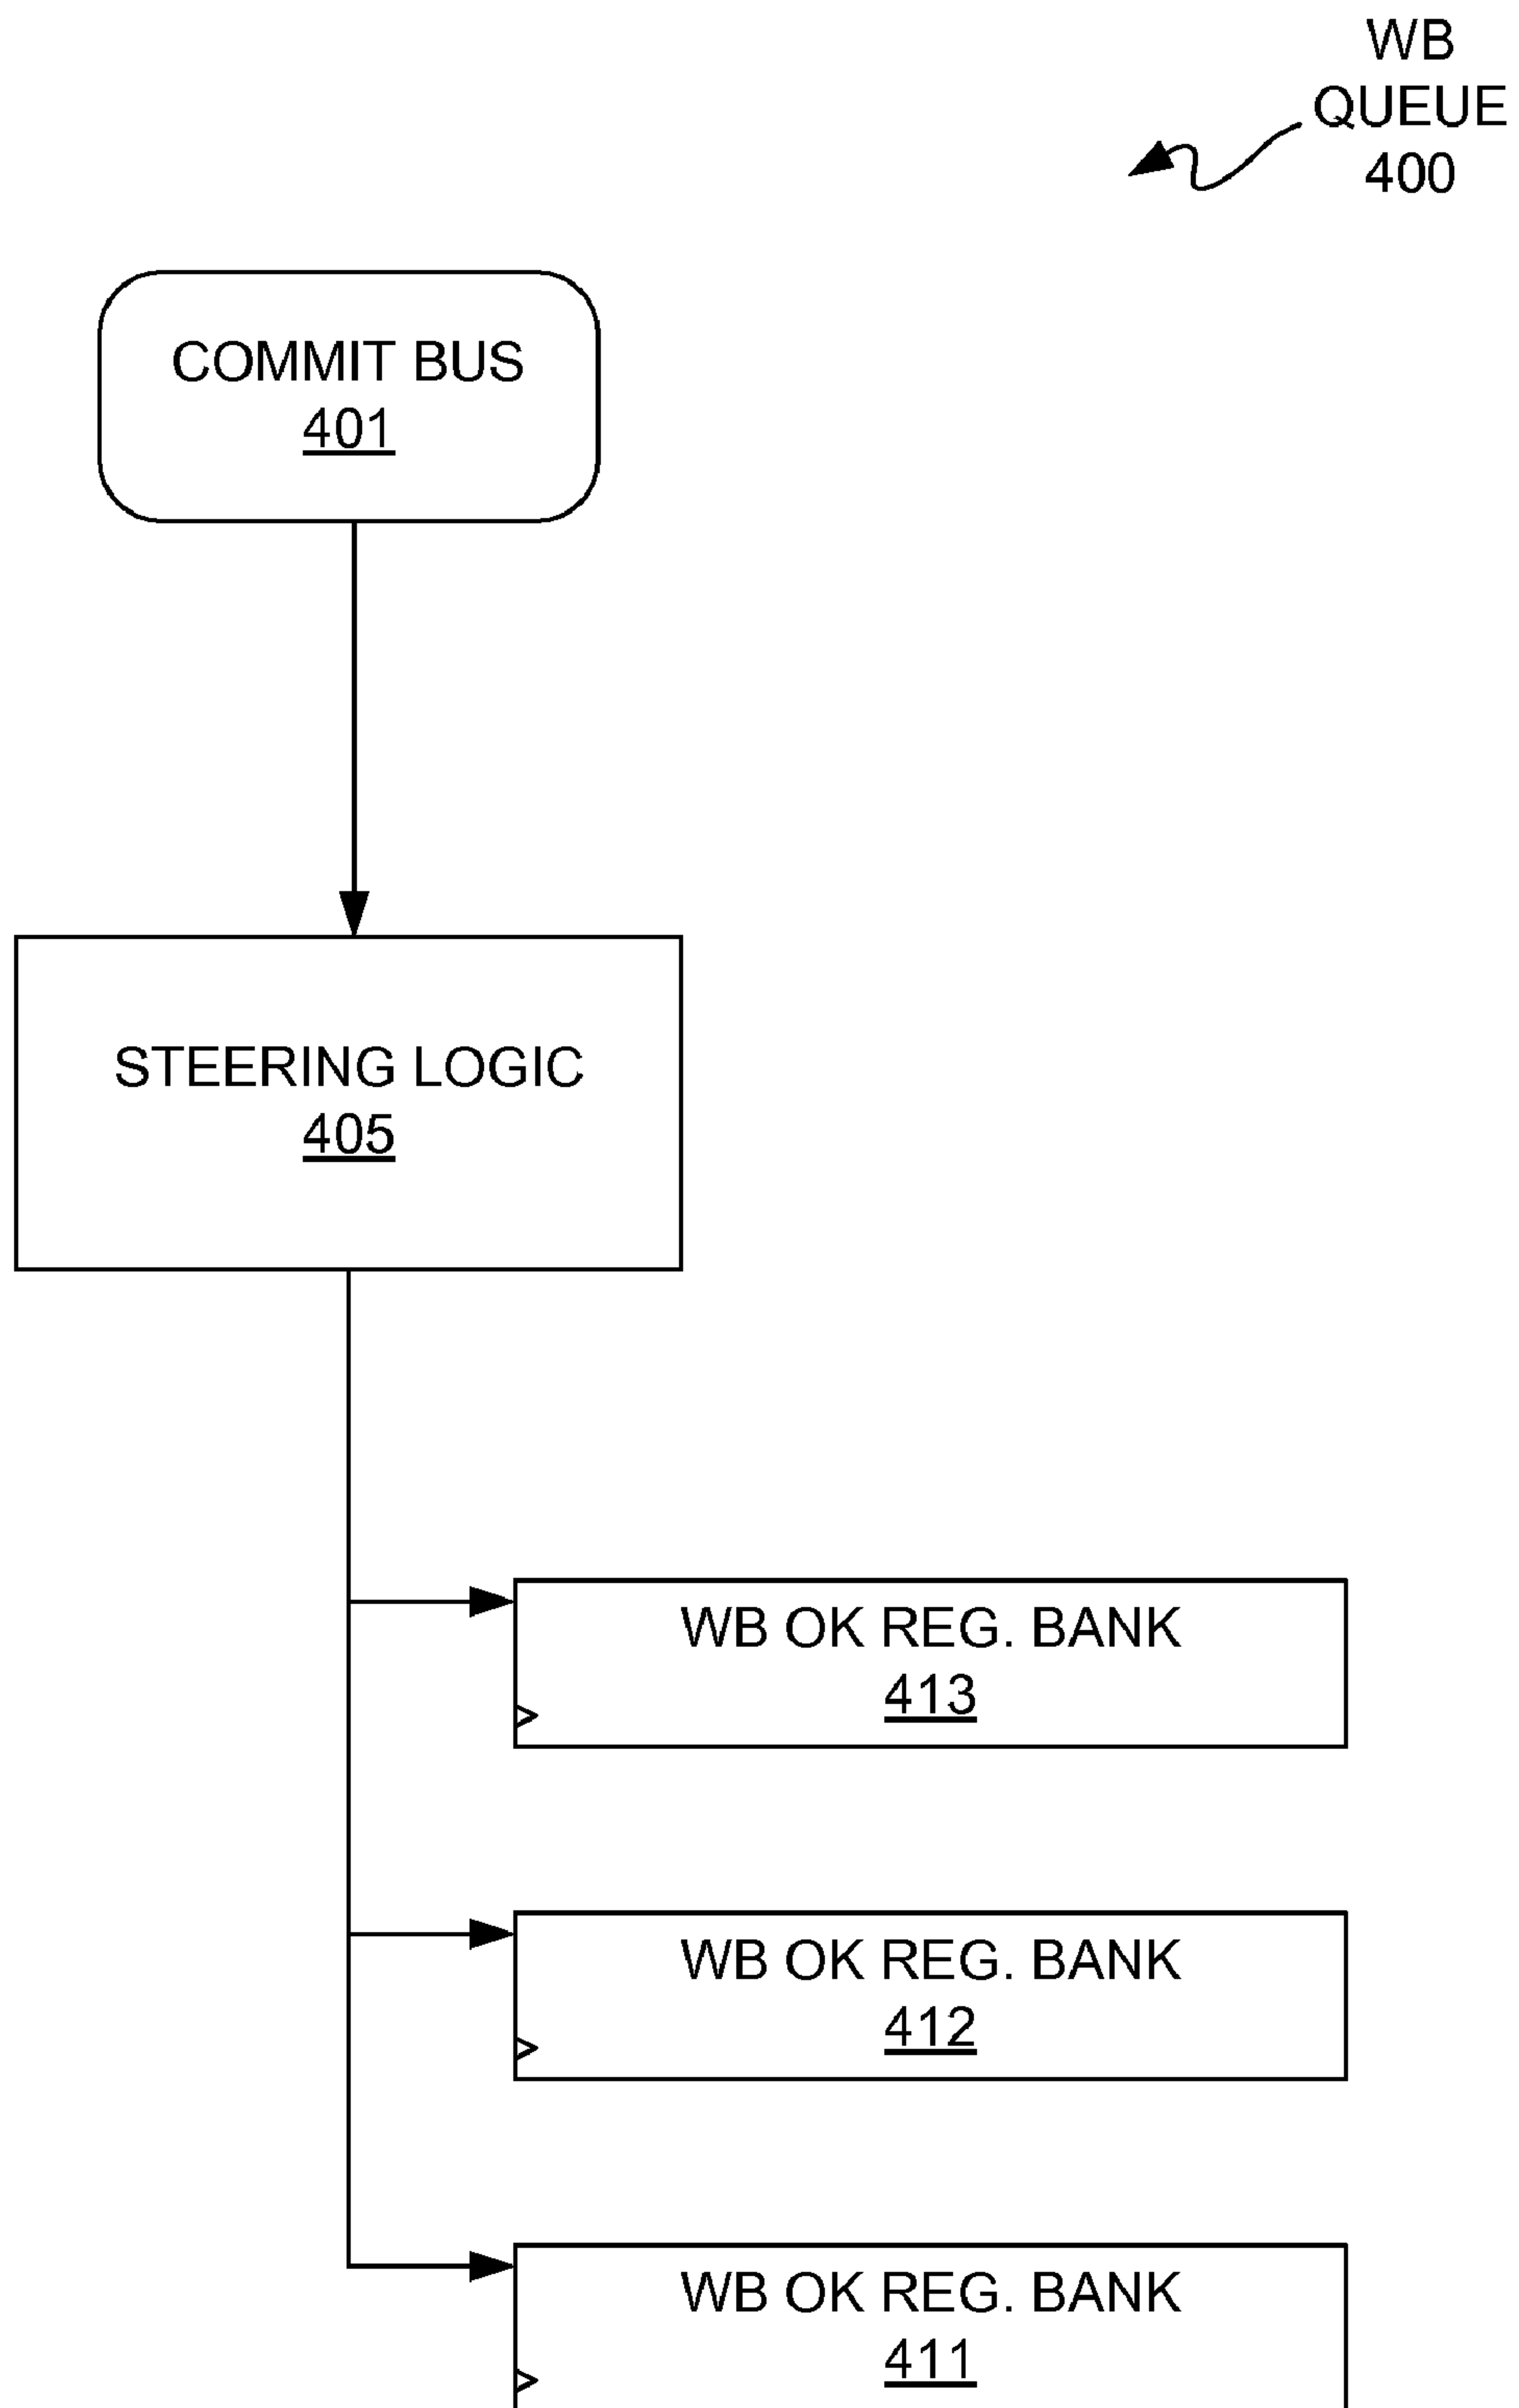 WB
QUEUE
400
COMMIT BUS
401
STEERING LOGIC
405
WB OK REG. BANK
413
WB OK REG. BANK
412
WB OK REG. BANK
411